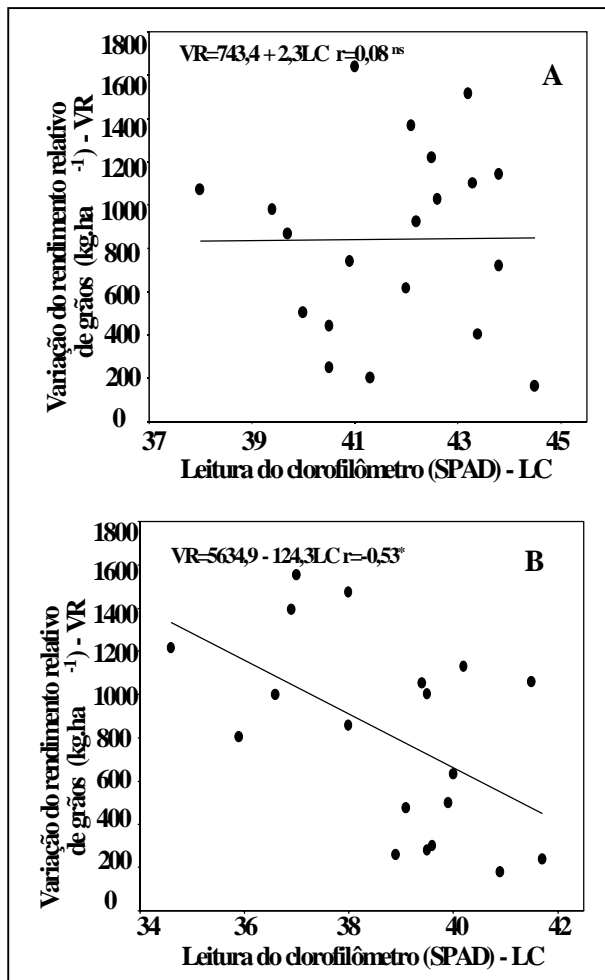 VR=743,4 + 2,3LC r=0,08 ns
A
Variação do rendimento relativo
de grãos (kg.ha -1) - VR
1800
1600
1400
1200
1000
800
600
400
200
0
37 39 41 43 45
Leitura do clorofilômetro (SPAD) - LC
VR=5634,9 - 124,3LC r=-0,53*
B
Variação do rendimento relativo
de grãos (kg.ha -1) - VR
1800
1600
1400
1200
1000
800
600
400
200
0
34 36 38 40 42
Leitura do clorofilômetro (SPAD) - LC